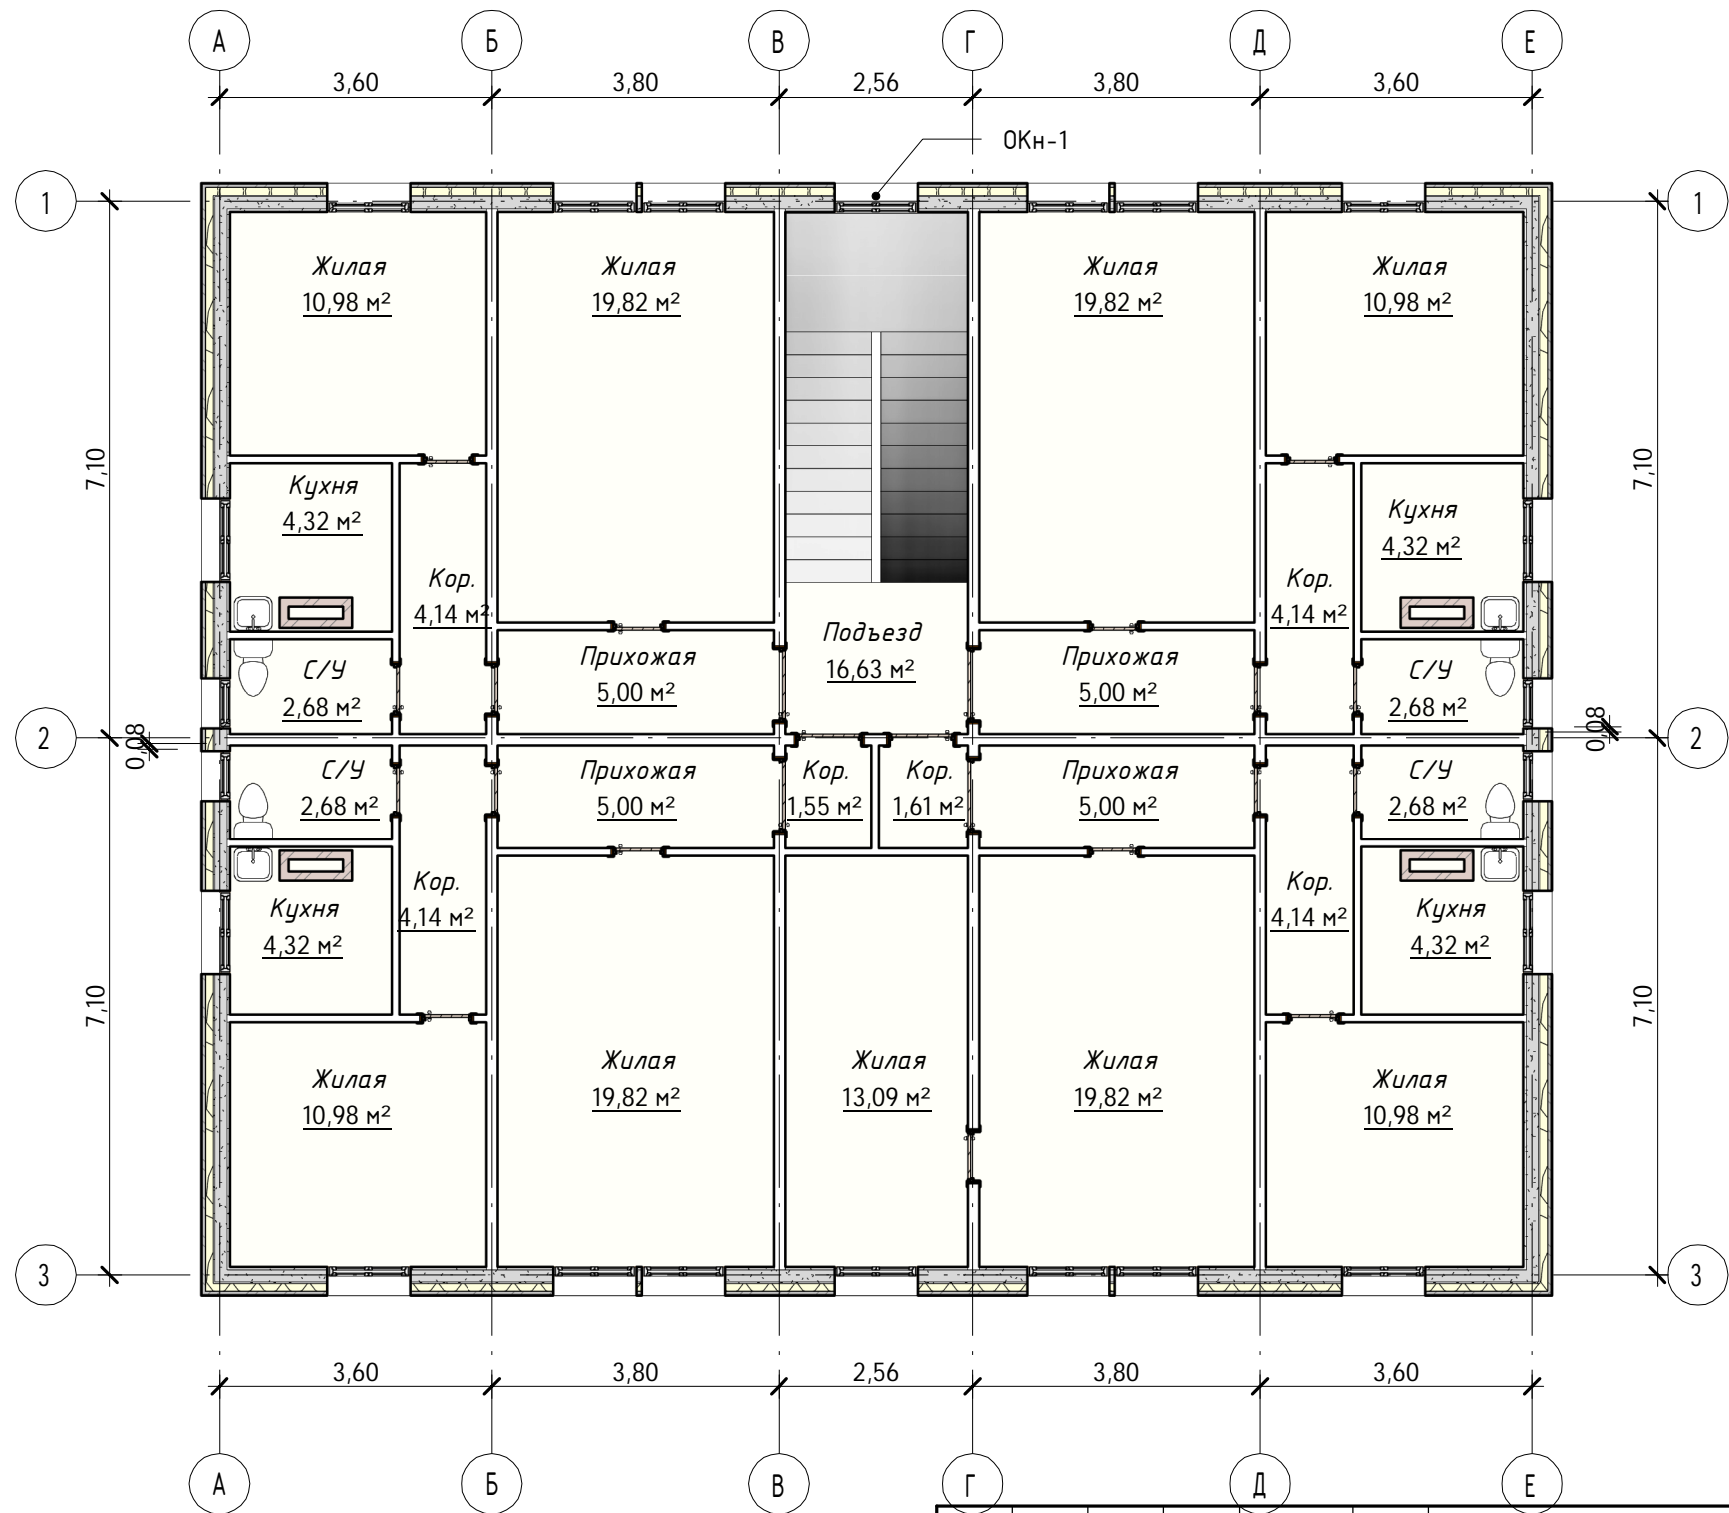 А Б В Г Д Е
3,60 3,80 2,56 3,80 3,60
ОКн-1
1 1
Жилая Жилая Жилая Жилая
10,98 м² 19,82 м² 19,82 м² 10,98 м²
7,10 7,10
Кухня Кухня
4,32 м² 4,32 м²
Кор. Кор.
4,14 м² 4,14 м²
Подъезд
16,63 м²
С/У Прихожая Прихожая С/У
2,68 м² 5,00 м² 5,00 м² 2,68 м²
2 0,08 0,08 2
С/У Прихожая Кор. Кор. Прихожая С/У
2,68 м² 5,00 м² 1,55 м² 1,61 м² 5,00 м² 2,68 м²
Кор. Кор.
4,14 м² 4,14 м²
Кухня Кухня
4,32 м² 4,32 м²
7,10 7,10
Жилая Жилая Жилая
19,82 м² 13,09 м² 19,82 м²
Жилая Жилая
10,98 м² 10,98 м²
3 3
3,60 3,80 2,56 3,80 3,60
А Б В Г Д Е